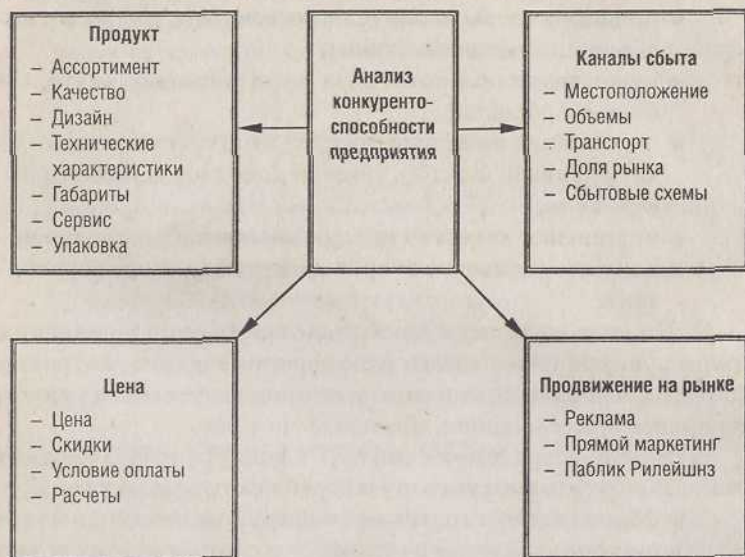 Продукт
– Ассортимент
– Качество
– Дизайн
– Технические
характеристики
– Габариты
– Сервис
– Упаковка
Анализ
конкуренто-
способности
предприятия
Каналы сбыта
– Местоположение
– Объемы
– Транспорт
– Доля рынка
– Сбытовые схемы
Цена
– Цена
– Скидки
– Условие оплаты
– Расчеты
Продвижение на рынке
– Реклама
– Прямой маркетинг
– Паблик Рилейшнз